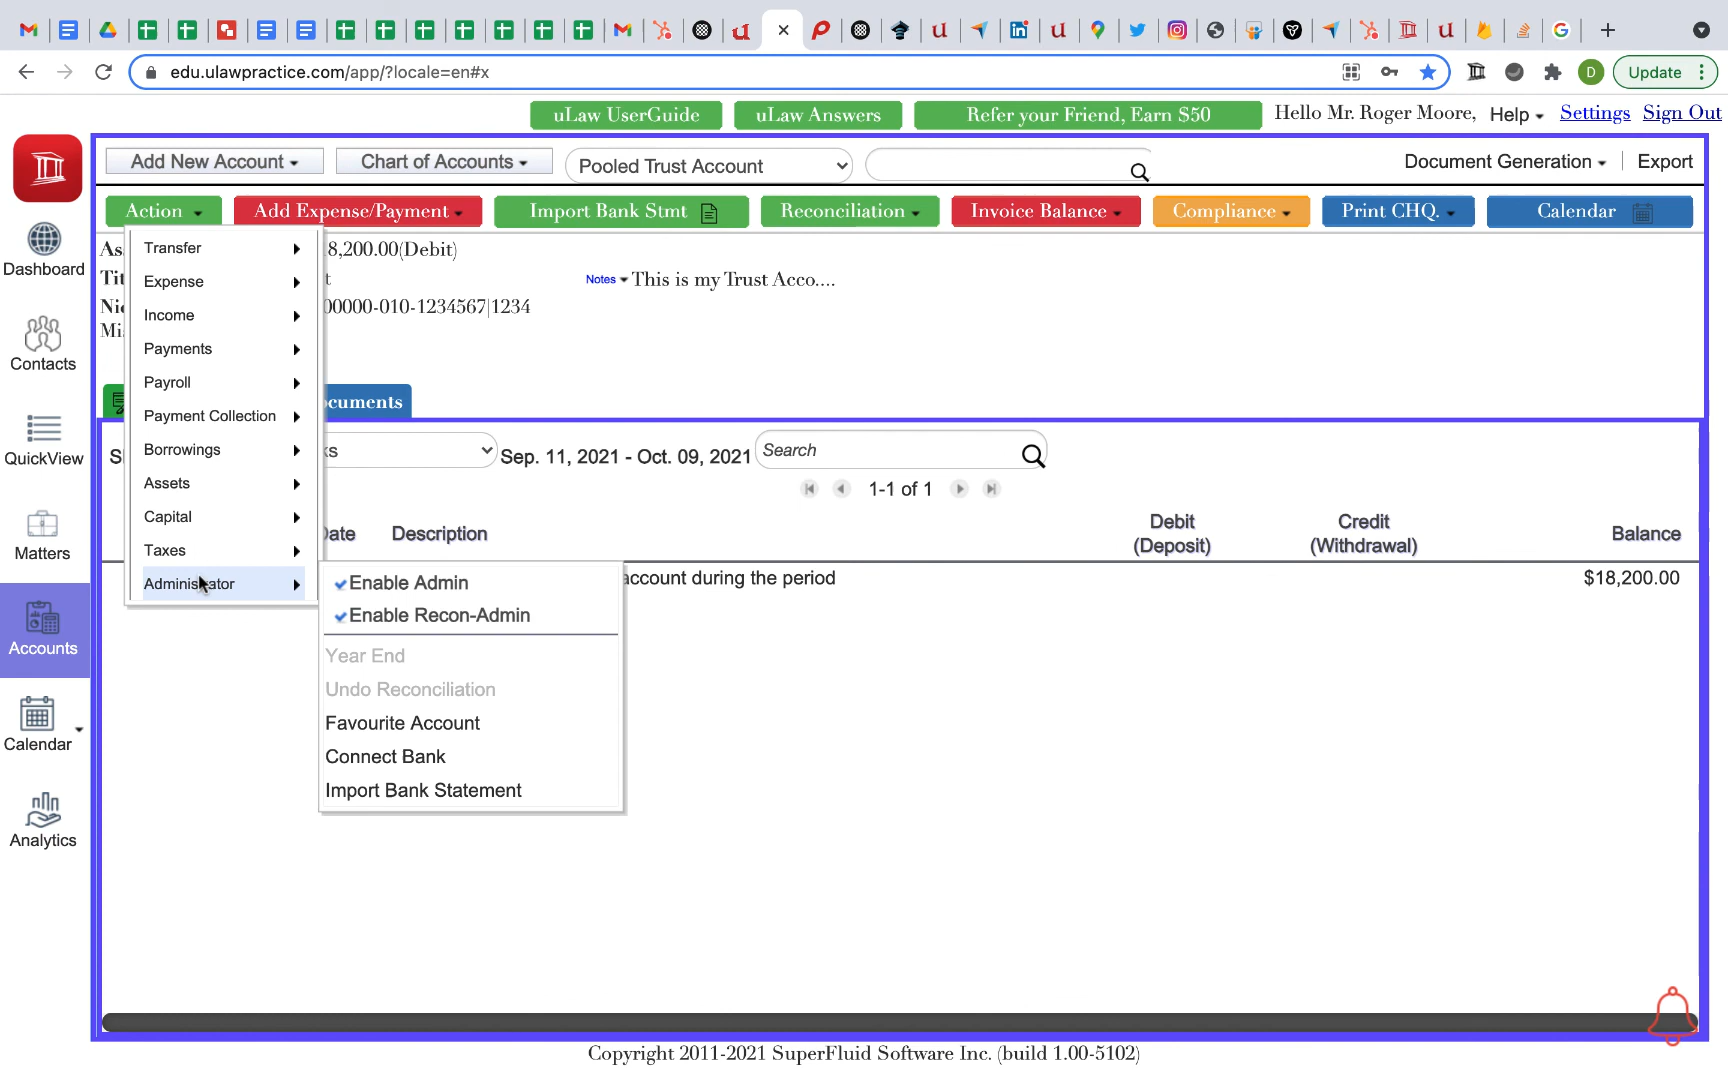 edu.ulawpractice.com/app/?locale=en#x
D
Update
uLaw UserGuide
uLaw Answers
Refer your Friend, Earn $50
Hello Mr. Roger Moore,
Help
Settings
Sign Out
Add New Account
Chart of Accounts
Pooled Trust Account
Document Generation
Export
Action
Add Expense/Payment
Import Bank Stmt
Reconciliation
Invoice Balance
Compliance
Print CHQ.
Calendar
Dashboard
Contacts
QuickView
Matters
Accounts
Calendar
Analytics
Transfer
Expense
Income
Payments
Payroll
Payment Collection
Borrowings
Assets
Capital
Taxes
Administrator
8,200.00(Debit)
Notes
This is my Trust Acco....
00000-010-1234567|1234
cuments
Sep. 11, 2021 - Oct. 09, 2021
Search
1-1 of 1
Date
Description
Debit
(Deposit)
Credit
(Withdrawal)
Balance
account during the period
$18,200.00
Enable Admin
Enable Recon-Admin
Year End
Undo Reconciliation
Favourite Account
Connect Bank
Import Bank Statement
Copyright 2011-2021 SuperFluid Software Inc. (build 1.00-5102)